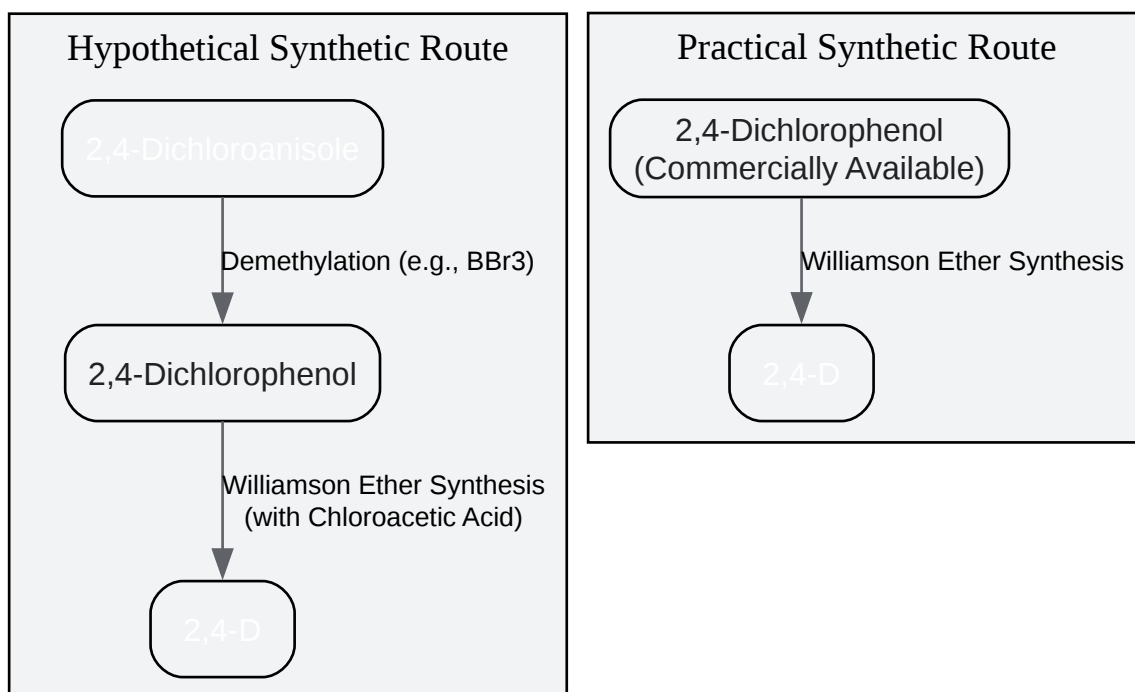 Hypothetical Synthetic Route
2,4-Dichloroanisole
Demethylation (e.g., BBr3)
2,4-Dichlorophenol
Williamson Ether Synthesis
(with Chloroacetic Acid)
2,4-D
Practical Synthetic Route
2,4-Dichlorophenol
(Commercially Available)
Williamson Ether Synthesis
2,4-D